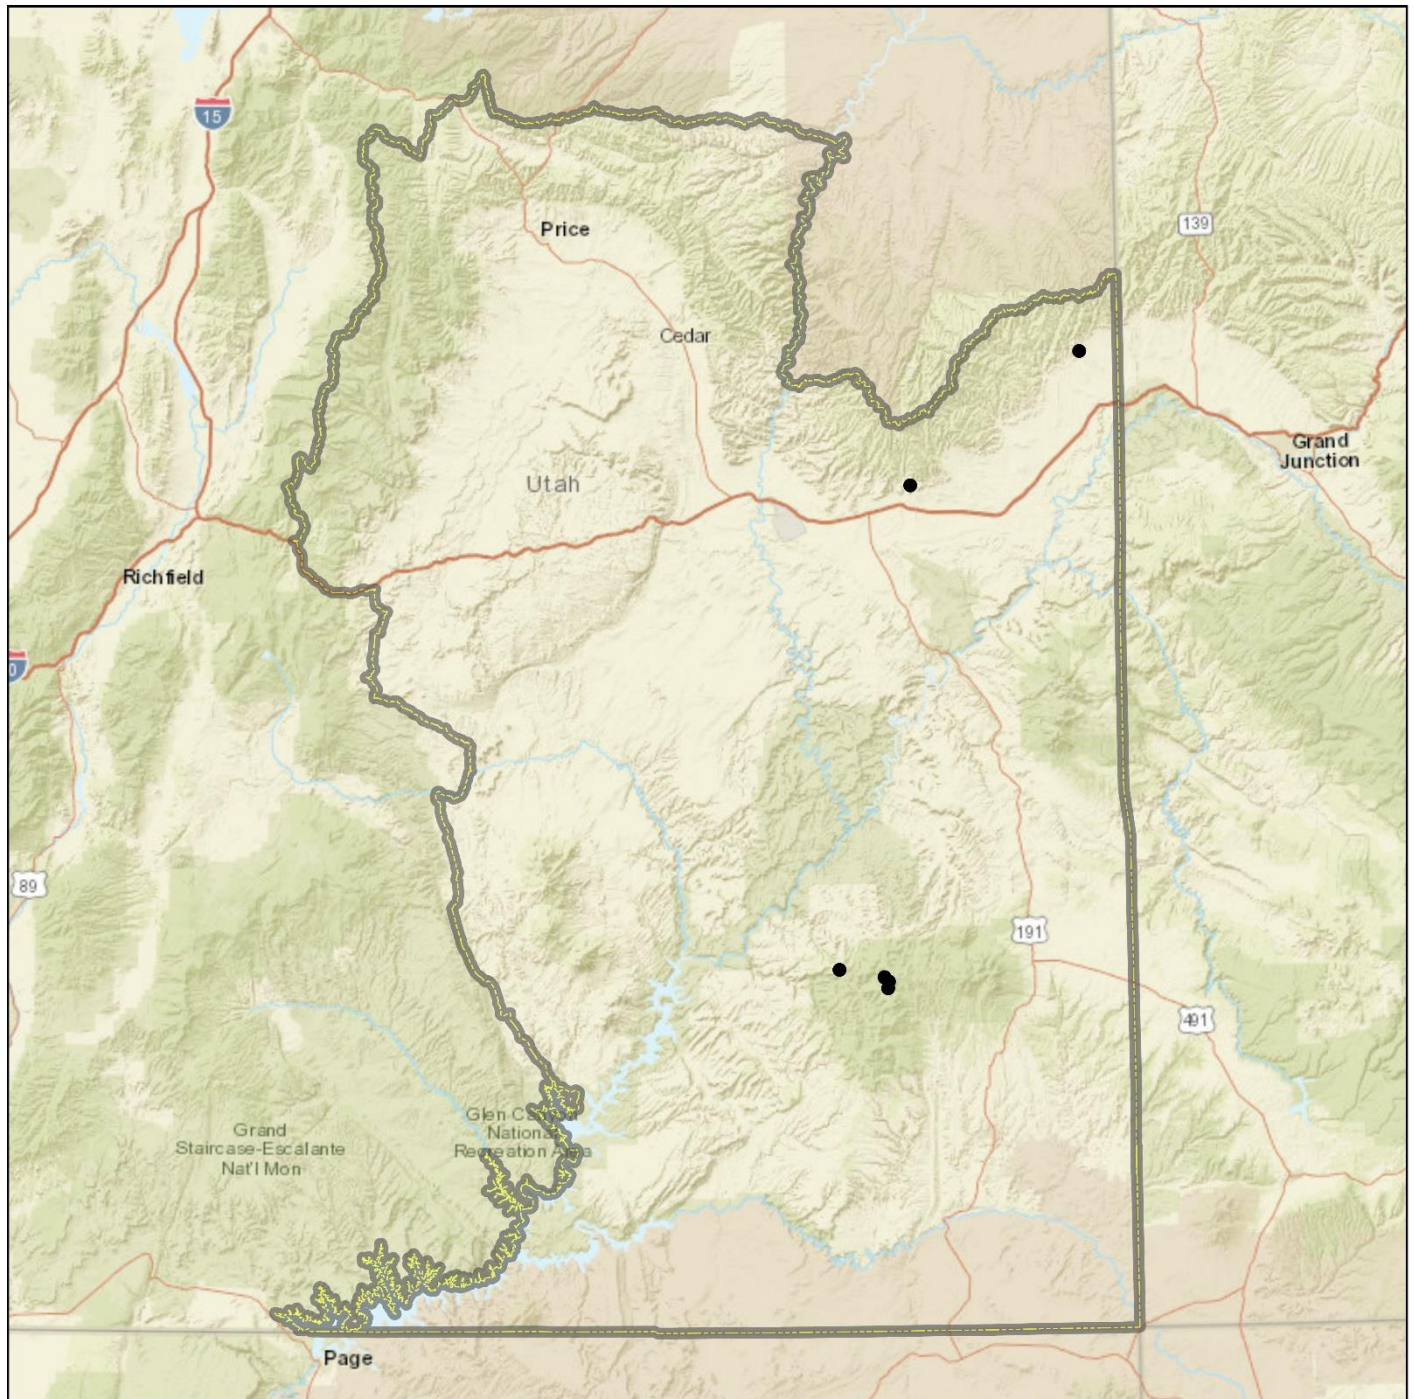 15
139
Price
Cedar
Grand
Junction
Utah
Richfield
0
89
191
491
Glen Canyon
National
Recreation Area
Grand
Staircase-Escalante
Nat'l Mon
Page